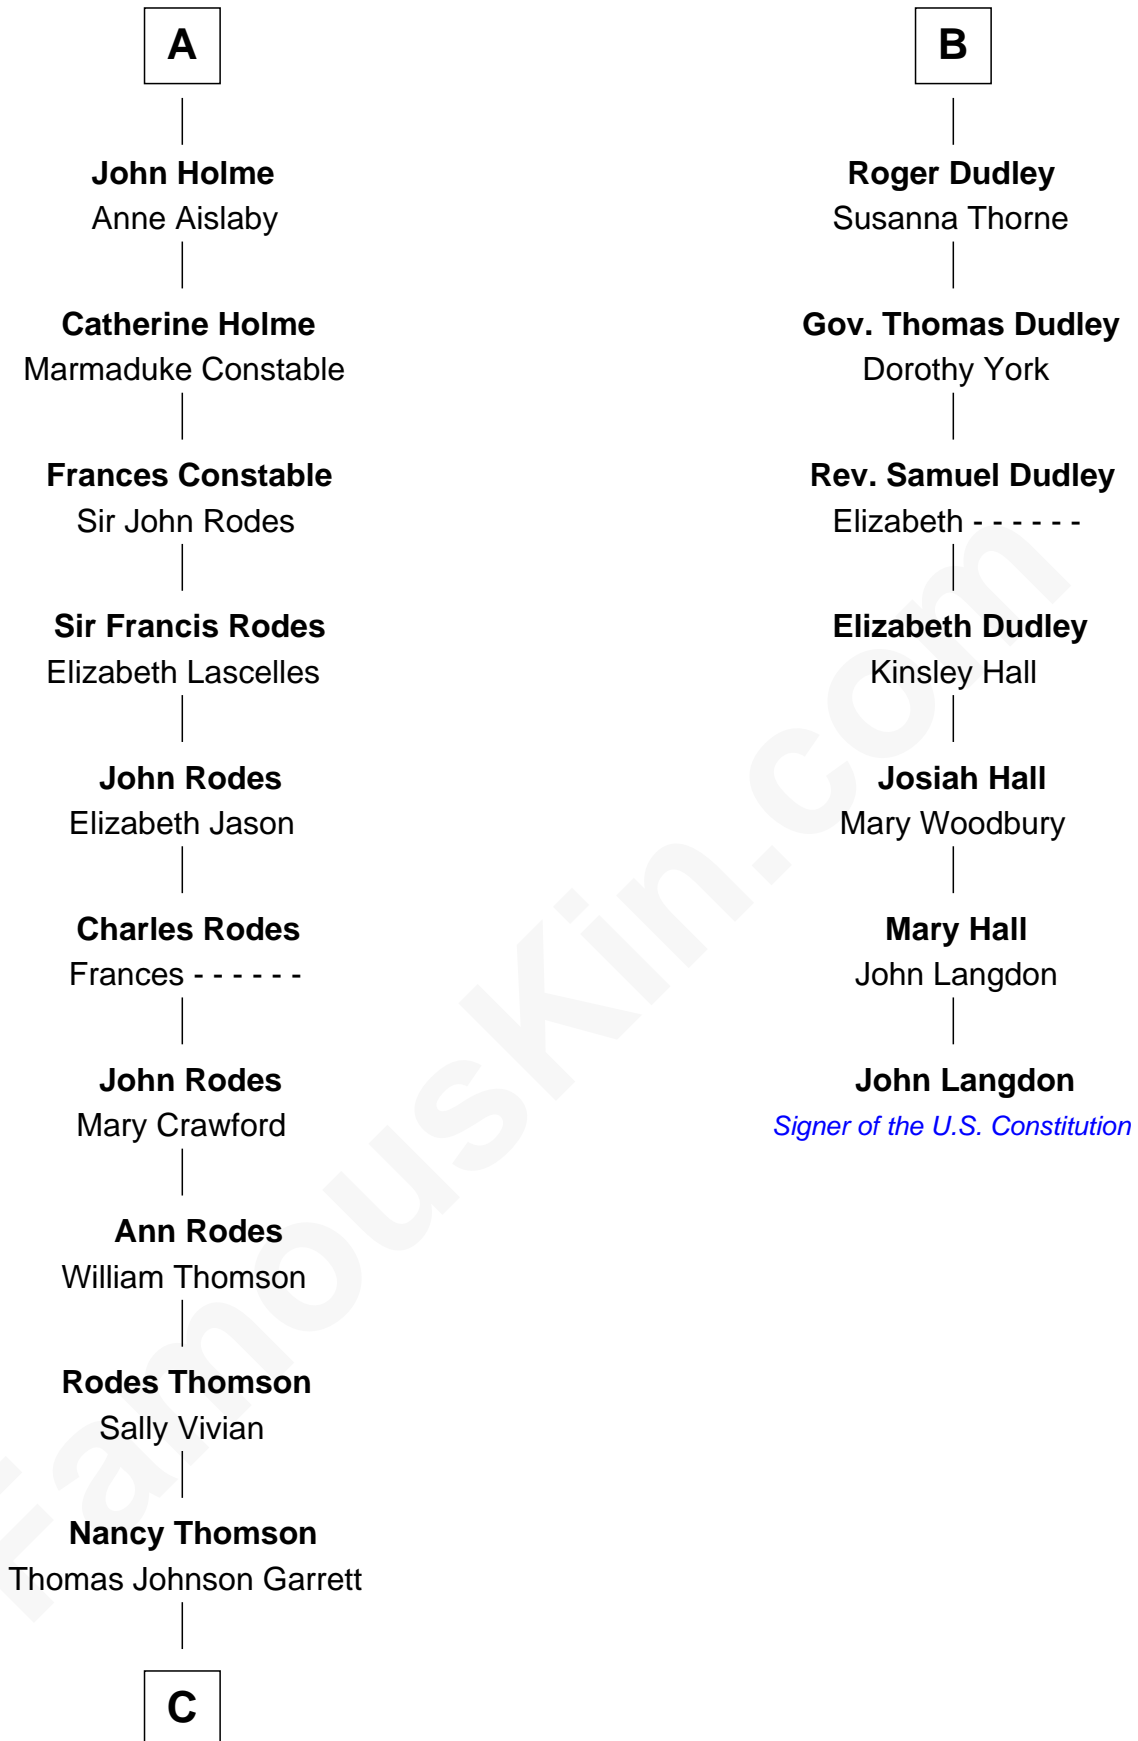 A
John Holme
Anne Aislaby
Catherine Holme
Marmaduke Constable
Frances Constable
Sir John Rodes
Sir Francis Rodes
Elizabeth Lascelles
John Rodes
Elizabeth Jason
Charles Rodes
Frances - - - - - -
John Rodes
Mary Crawford
Ann Rodes
William Thomson
Rodes Thomson
Sally Vivian
Nancy Thomson
Thomas Johnson Garrett
C
B
Roger Dudley
Susanna Thorne
Gov. Thomas Dudley
Dorothy York
Rev. Samuel Dudley
Elizabeth - - - - - -
Elizabeth Dudley
Kinsley Hall
Josiah Hall
Mary Woodbury
Mary Hall
John Langdon
John Langdon
Signer of the U.S. Constitution
FamousKin.com